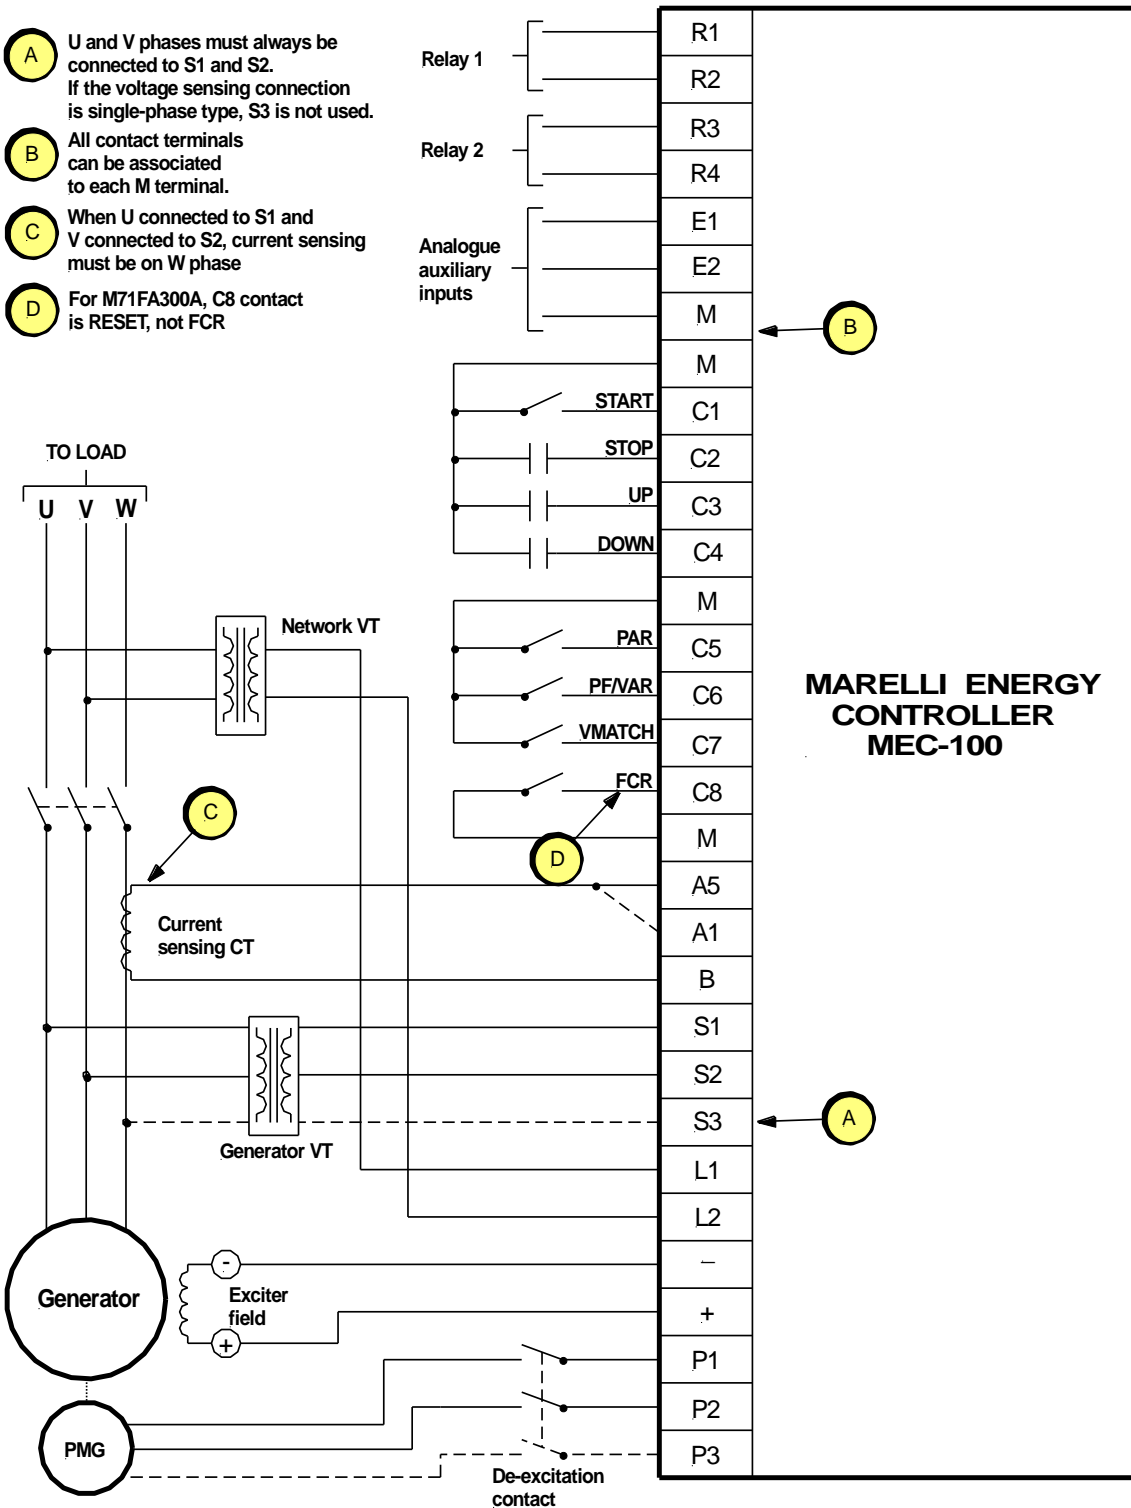 A
U and V phases must always be
connected to S1 and S2.
If the voltage sensing connection
is single-phase type, S3 is not used.
B
All contact terminals
can be associated
to each M terminal.
C
When U connected to S1 and
V connected to S2, current sensing
must be on W phase
D
For M71FA300A, C8 contact
is RESET, not FCR
Relay 1
R1
R2
Relay 2
R3
R4
Analogue
auxiliary
inputs
E1
E2
M
B
M
START
C1
STOP
C2
UP
C3
DOWN
C4
M
PAR
C5
PF/VAR
C6
VMATCH
C7
FCR
C8
M
D
MARELLI ENERGY
CONTROLLER
MEC-100
TO LOAD
U V W
Network VT
C
Current
sensing CT
A5
A1
B
S1
S2
S3
A
Generator VT
L1
L2
Generator
-
Exciter
field
+
–
+
P1
P2
P3
PMG
De-excitation
contact